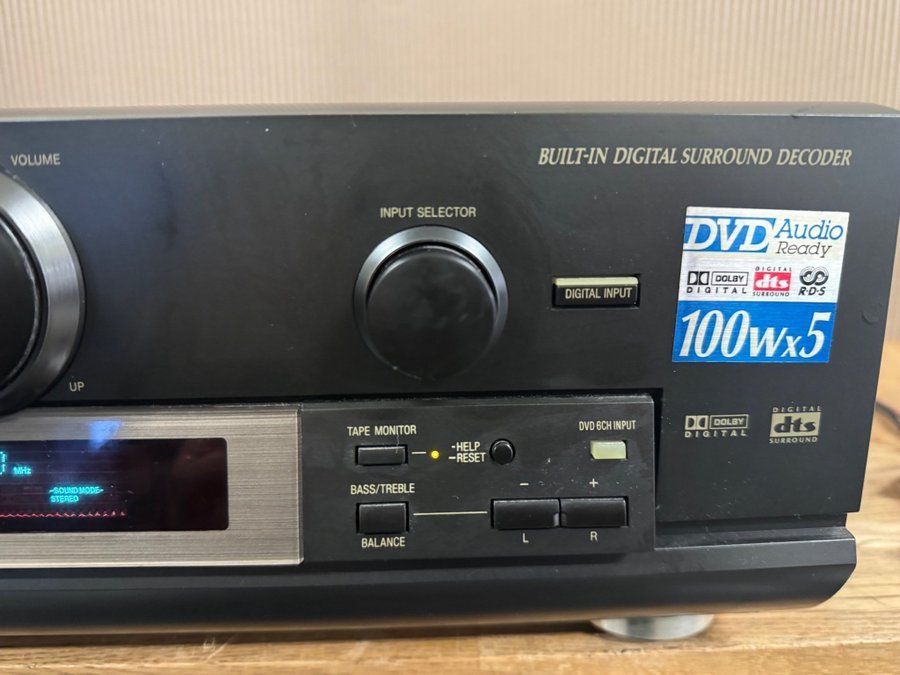 VOLUME
BUILT-IN DIGITAL SURROUND DECODER
INPUT SELECTOR
DVD Audio
Ready
DIGITAL INPUT
DOLBY
DIGITAL
DIGITAL
dts
SURROUND
R·D·S
100Wx5
UP
TAPE MONITOR
-HELP
-RESET
DVD 6CH INPUT
DOLBY
DIGITAL
DIGITAL
dts
SURROUND
MHz
-SOUND MODE-
STEREO
BASS/TREBLE
- +
BALANCE
L R